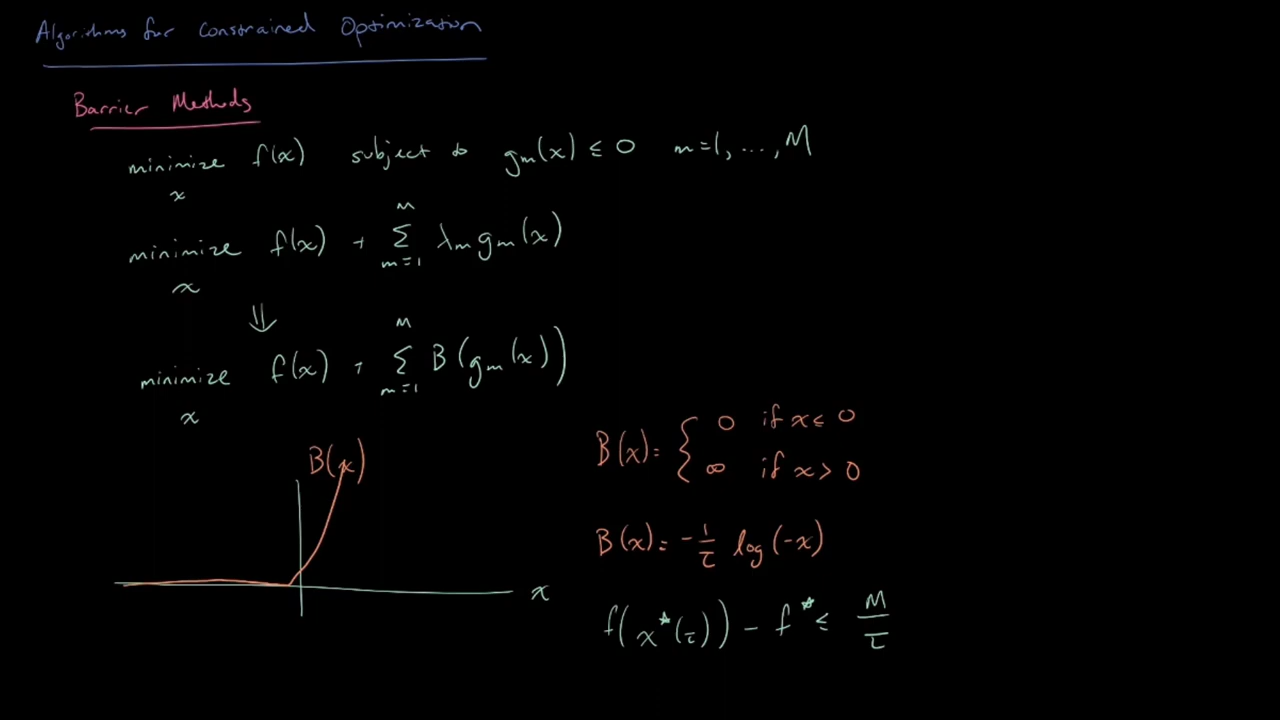 Algorithms for Constrained Optimization
Barrier Methods
minimize f(x) subject to gₘ(x) ≤ 0 m=1, ..., M
x
M
minimize f(x) + Σ λₘ gₘ(x)
x m=1
⇓
M
minimize f(x) + Σ B(gₘ(x))
x m=1
B(x)
x
B(x) = { 0 if x ≤ 0
∞ if x > 0
B(x) = -1/τ log(-x)
f(x*(τ)) - f* ≤ M/τ